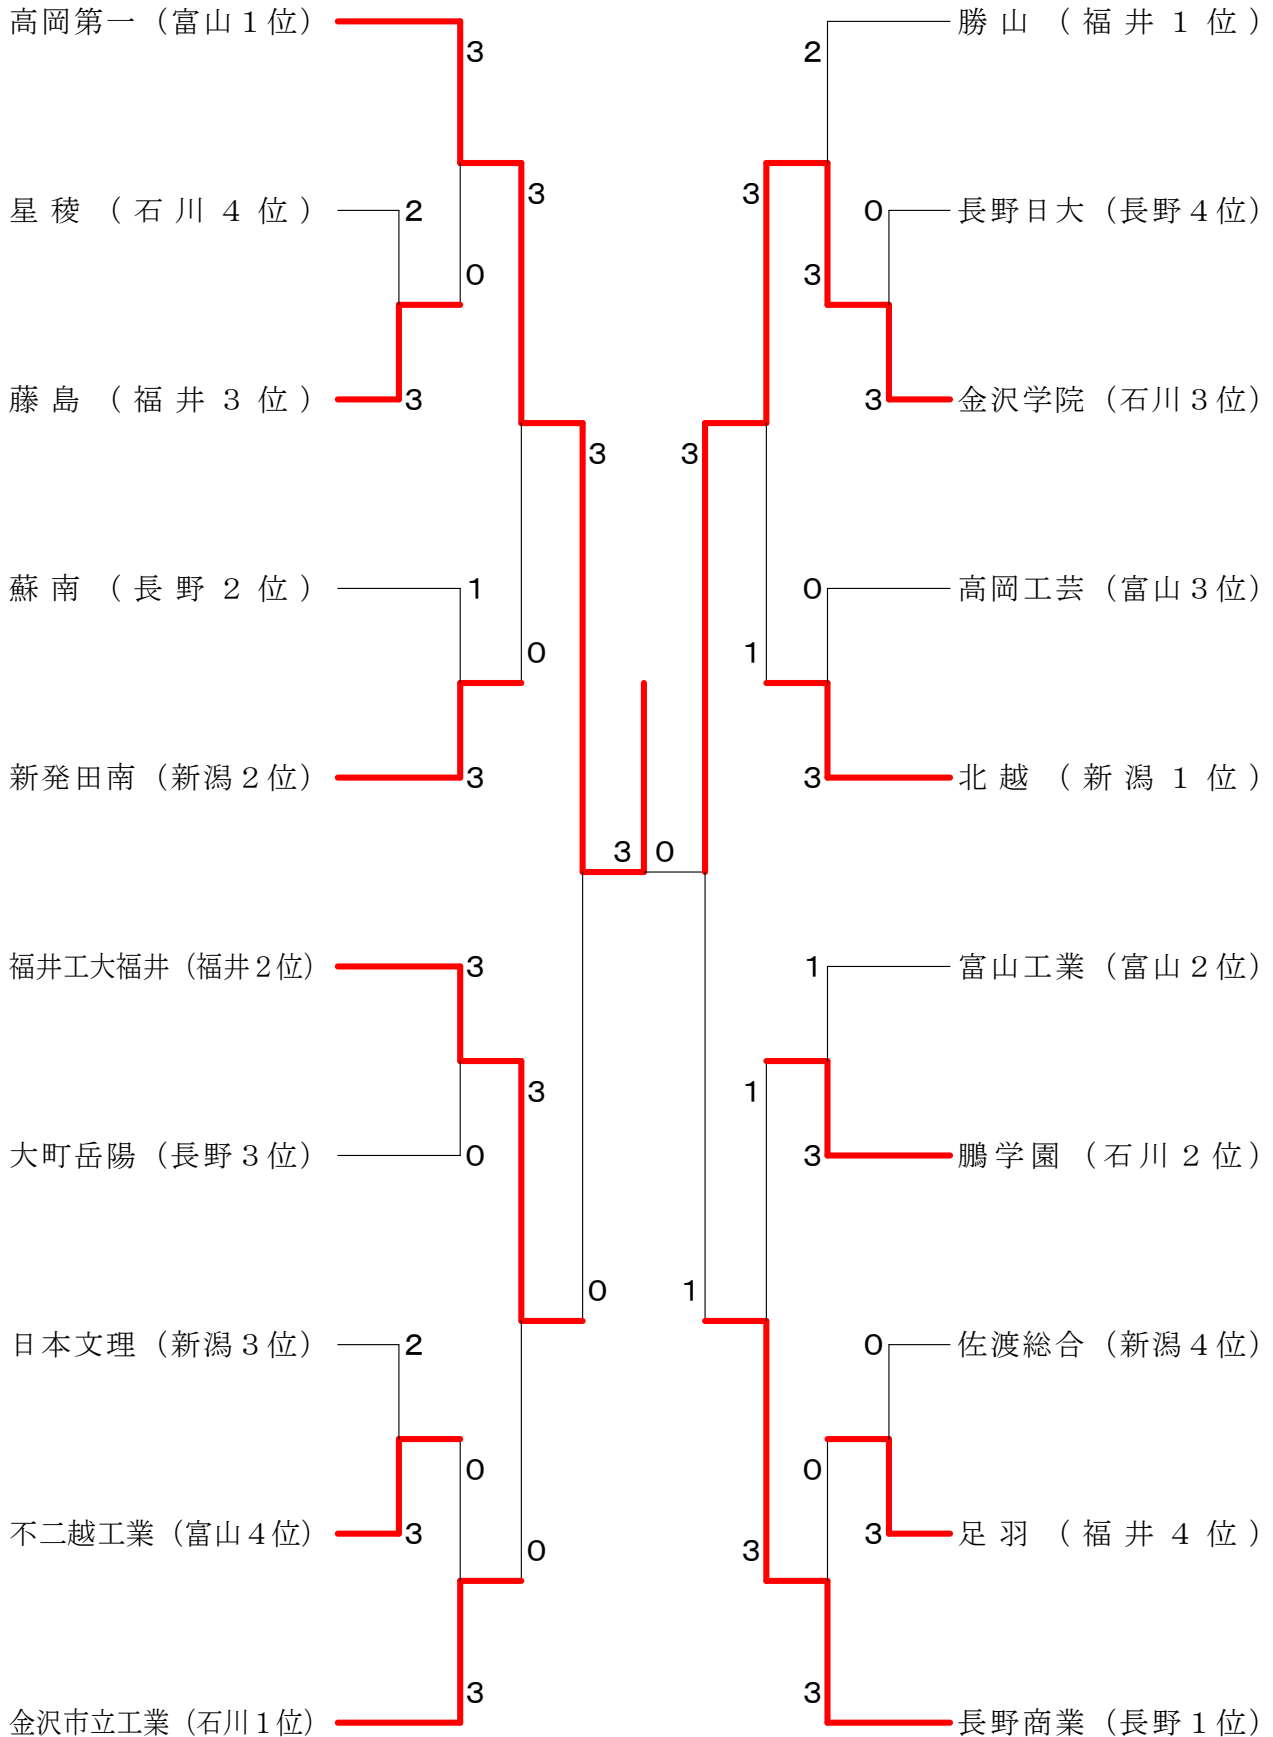 高岡第一（富山１位）
3
星稜（石川４位）
2
3
0
藤島（福井３位）
3
3
蘇南（長野２位）
1
0
新発田南（新潟２位）
3
3
福井工大福井（福井２位）
3
3
大町岳陽（長野３位）
0
0
日本文理（新潟３位）
2
0
不二越工業（富山４位）
3
0
金沢市立工業（石川１位）
3
勝山（福井１位）
2
長野日大（長野４位）
0
3
3
金沢学院（石川３位）
3
3
高岡工芸（富山３位）
0
1
北越（新潟１位）
3
0
富山工業（富山２位）
1
1
鵬学園（石川２位）
3
1
佐渡総合（新潟４位）
0
0
足羽（福井４位）
3
3
長野商業（長野１位）
3